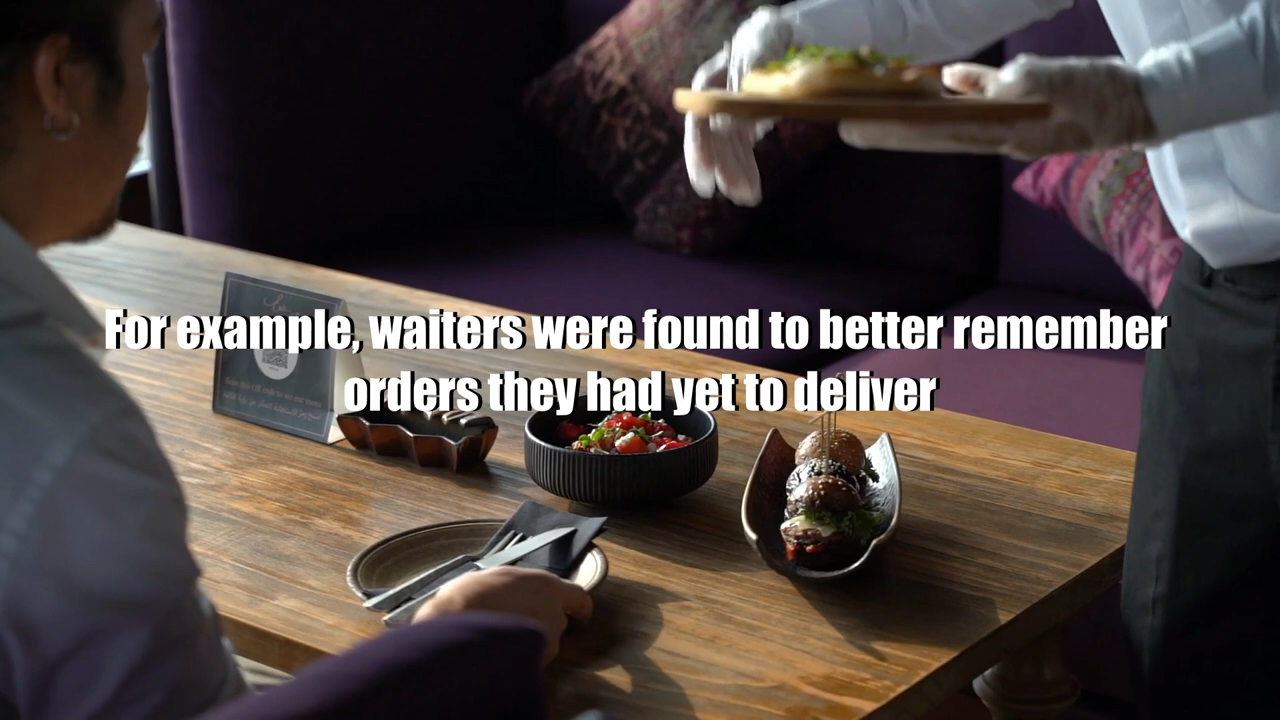 For example, waiters were found to better remember
orders they had yet to deliver